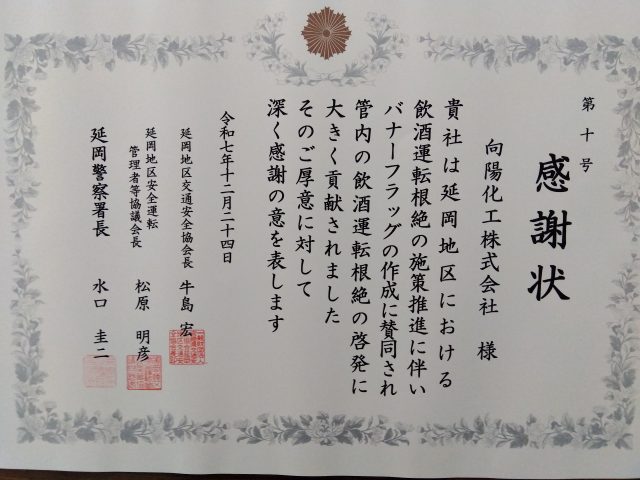 第十号
感謝状
向陽化工株式会社 様
貴社は延岡地区における
飲酒運転根絶の施策推進に伴い
バナーフラッグの作成に賛同され
管内の飲酒運転根絶の啓発に
大きく貢献されました
そのご厚意に対して
深く感謝の意を表します
令和七年十二月二十四日
延岡地区交通安全協会長 牛島 宏
延岡地区安全運転
管理者等協議会長 松原 明彦
延岡警察署長 水口 圭二